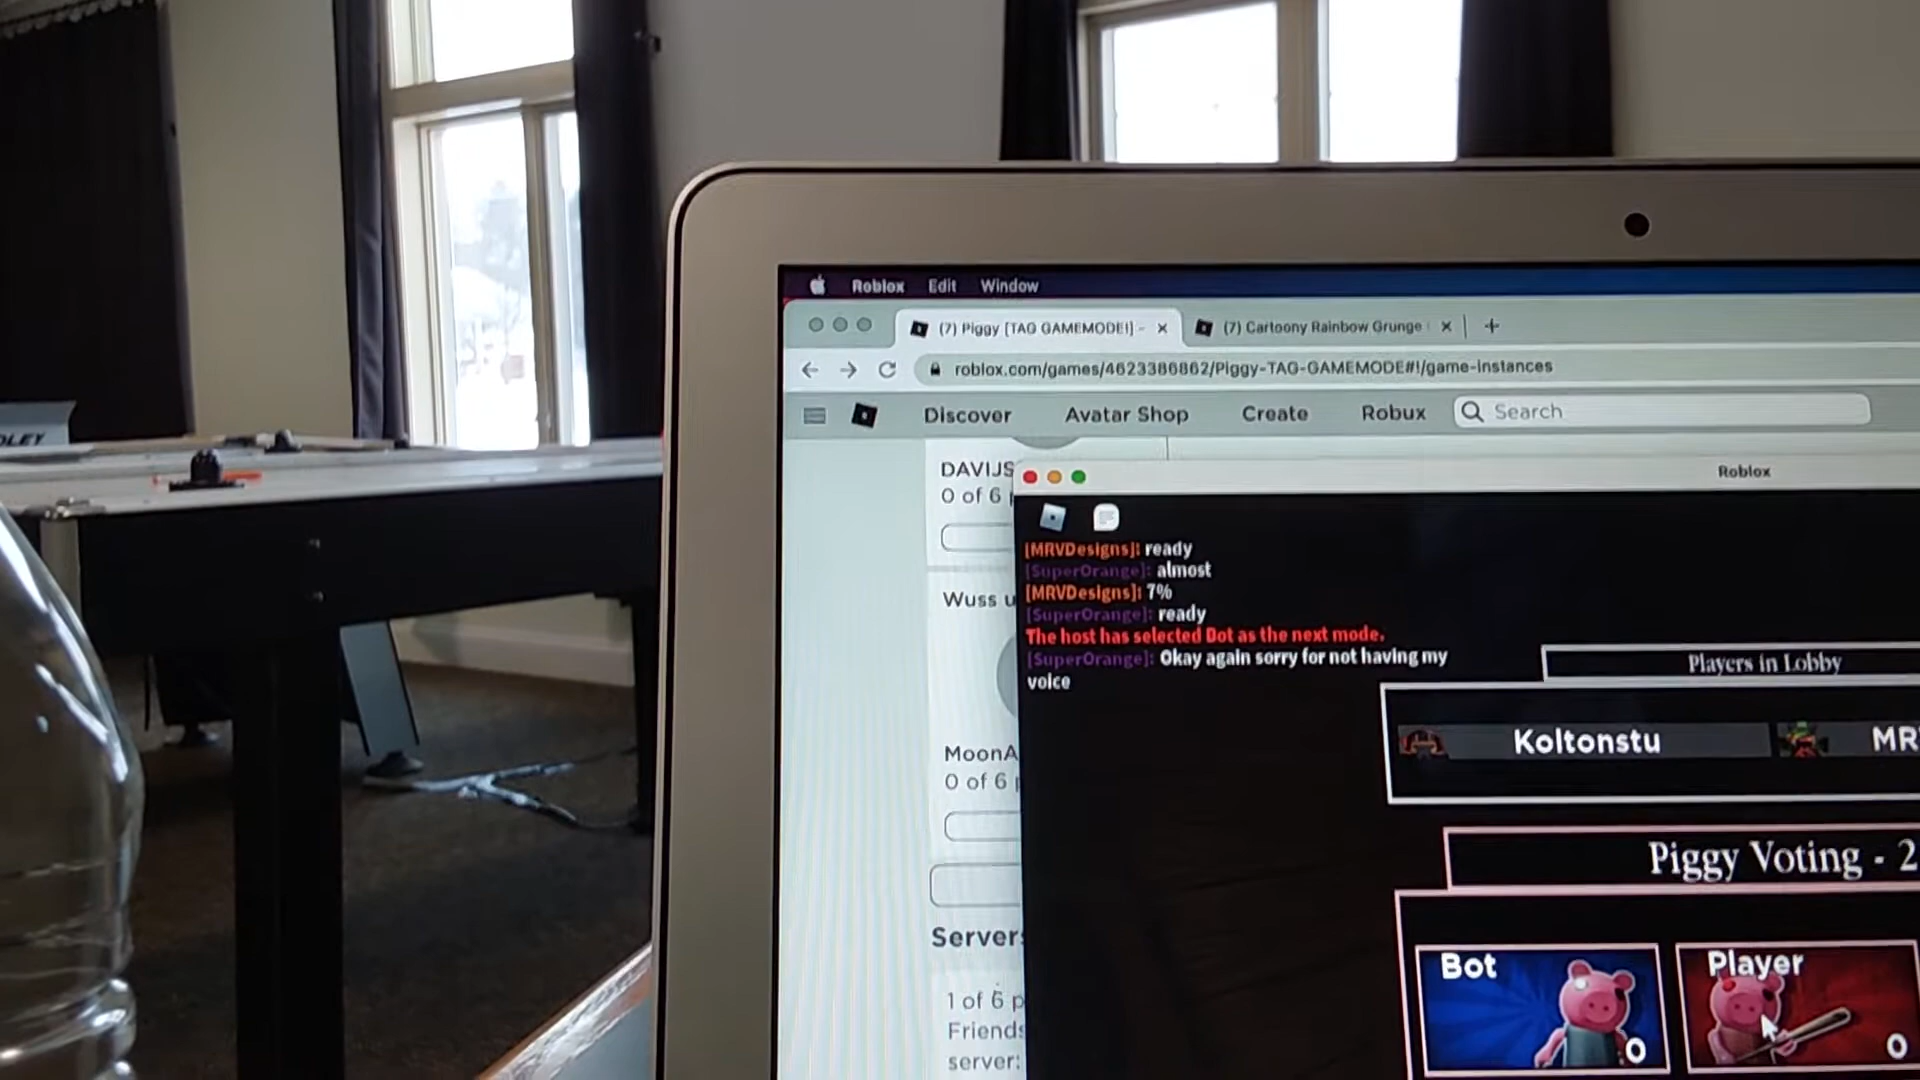 Roblox Edit Window
(7) Piggy [TAG GAMEMODE!] -
(7) Cartoony Rainbow Grunge
roblox.com/games/4623386862/Piggy-TAG-GAMEMODE#!/game-instances
Discover Avatar Shop Create Robux Search
DAVIJS
0 of 6
Roblox
[MRVDesigns]: ready
[SuperOrange]: almost
[MRVDesigns]: 7%
[SuperOrange]: ready
The host has selected Bot as the next mode.
[SuperOrange]: Okay again sorry for not having my
voice
Wuss u
MoonA
0 of 6
Servers
1 of 6 p
Friends
server:
Players in Lobby
Koltonstu MR
Piggy Voting - 2
Bot
0
Player
0